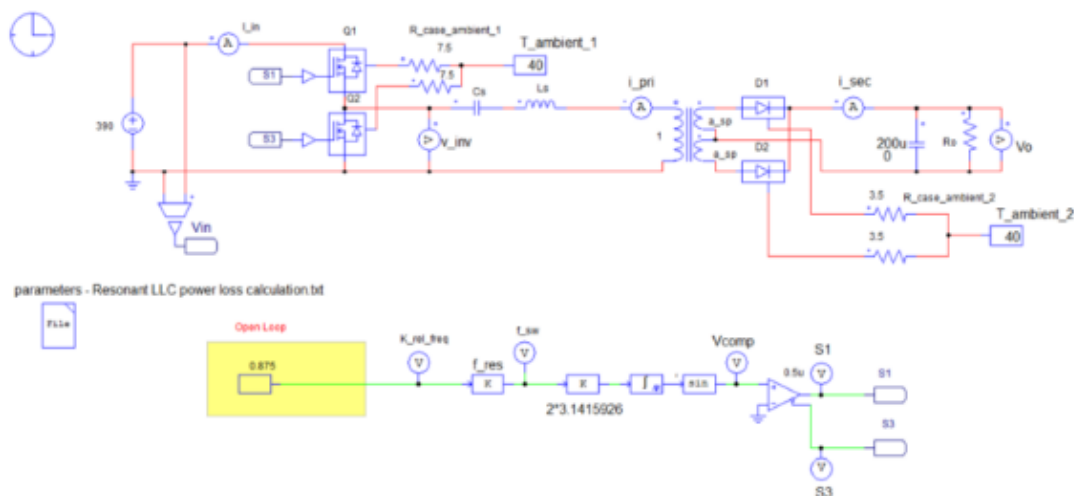 I_in
Q1
R_case_ambient_1
T_ambient_1
7.5
40
S1
7.5
Q2
Cs
Ls
i_pri
D1
i_sec
390
S3
V
v_inv
1
a_sp
a_sp
D2
200u
0
Ro
V
Vo
Vin
3.5
R_case_ambient_2
T_ambient_2
3.5
40
parameters - Resonant LLC power loss calculation.txt
File
Open Loop
0.875
K_rel_freq
V
f_res
K
f_sw
V
K
2*3.1415926
∫
sin
Vcomp
V
0.5u
S1
V
S1
S3
V
S3